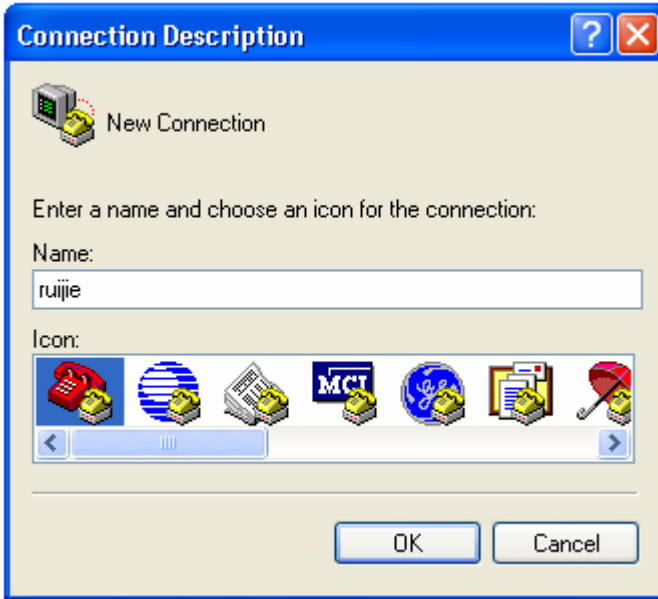 Connection Description
New Connection
Enter a name and choose an icon for the connection:
Name:
ruijie
Icon:
MCI
OK
Cancel